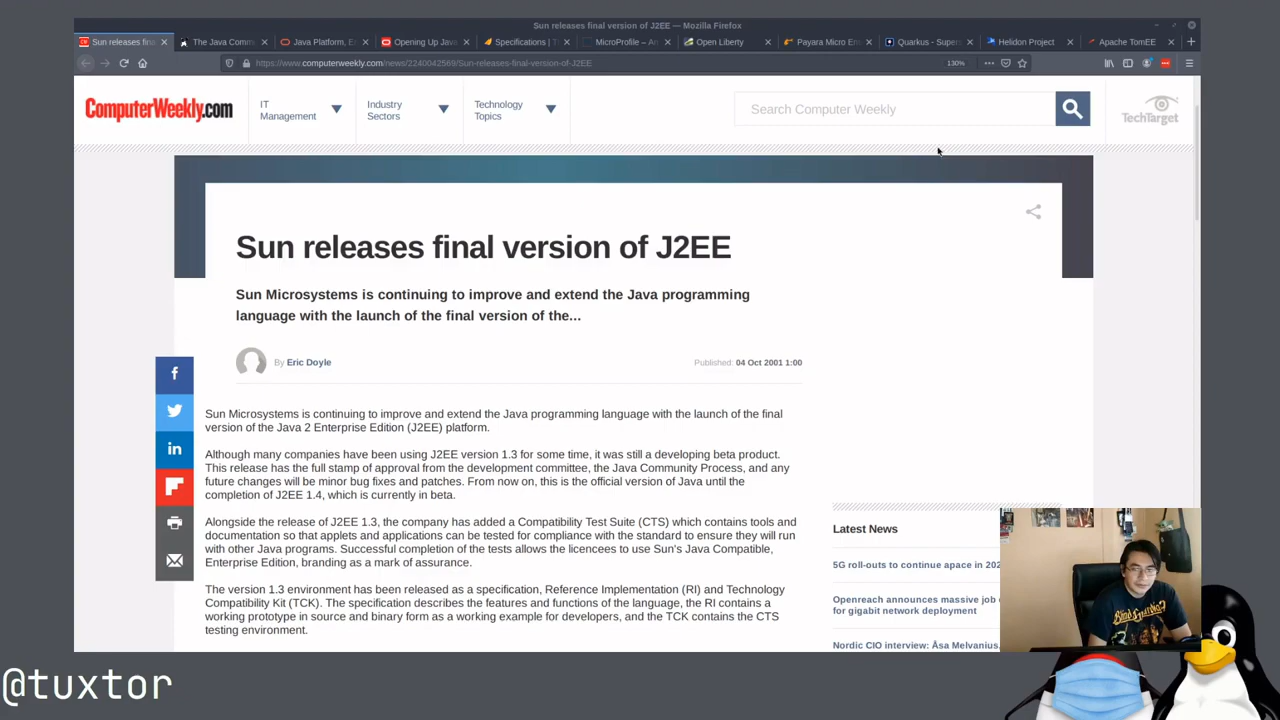 Sun releases final version of J2EE — Mozilla Firefox
Sun releases fina
The Java Comm
Java Platform, E
Opening Up Java
Specifications | T
MicroProfile – A
Open Liberty
Payara Micro En
Quarkus - Supers
Helidon Project
Apache TomEE
https://www.computerweekly.com/news/2240042569/Sun-releases-final-version-of-J2EE
130%
ComputerWeekly.com
IT
Management
Industry
Sectors
Technology
Topics
Search Computer Weekly
TechTarget
Sun releases final version of J2EE
Sun Microsystems is continuing to improve and extend the Java programming
language with the launch of the final version of the...
By Eric Doyle
Published: 04 Oct 2001 1:00
Sun Microsystems is continuing to improve and extend the Java programming language with the launch of the final
version of the Java 2 Enterprise Edition (J2EE) platform.
Although many companies have been using J2EE version 1.3 for some time, it was still a developing beta product.
This release has the full stamp of approval from the development committee, the Java Community Process, and any
future changes will be minor bug fixes and patches. From now on, this is the official version of Java until the
completion of J2EE 1.4, which is currently in beta.
Alongside the release of J2EE 1.3, the company has added a Compatibility Test Suite (CTS) which contains tools and
documentation so that applets and applications can be tested for compliance with the standard to ensure they will run
with other Java programs. Successful completion of the tests allows the licencees to use Sun's Java Compatible,
Enterprise Edition, branding as a mark of assurance.
The version 1.3 environment has been released as a specification, Reference Implementation (RI) and Technology
Compatibility Kit (TCK). The specification describes the features and functions of the language, the RI contains a
working prototype in source and binary form as a working example for developers, and the TCK contains the CTS
testing environment.
Latest News
5G roll-outs to continue apace in 202
Openreach announces massive job
for gigabit network deployment
Nordic CIO interview: Åsa Melvanius,
@tuxtor